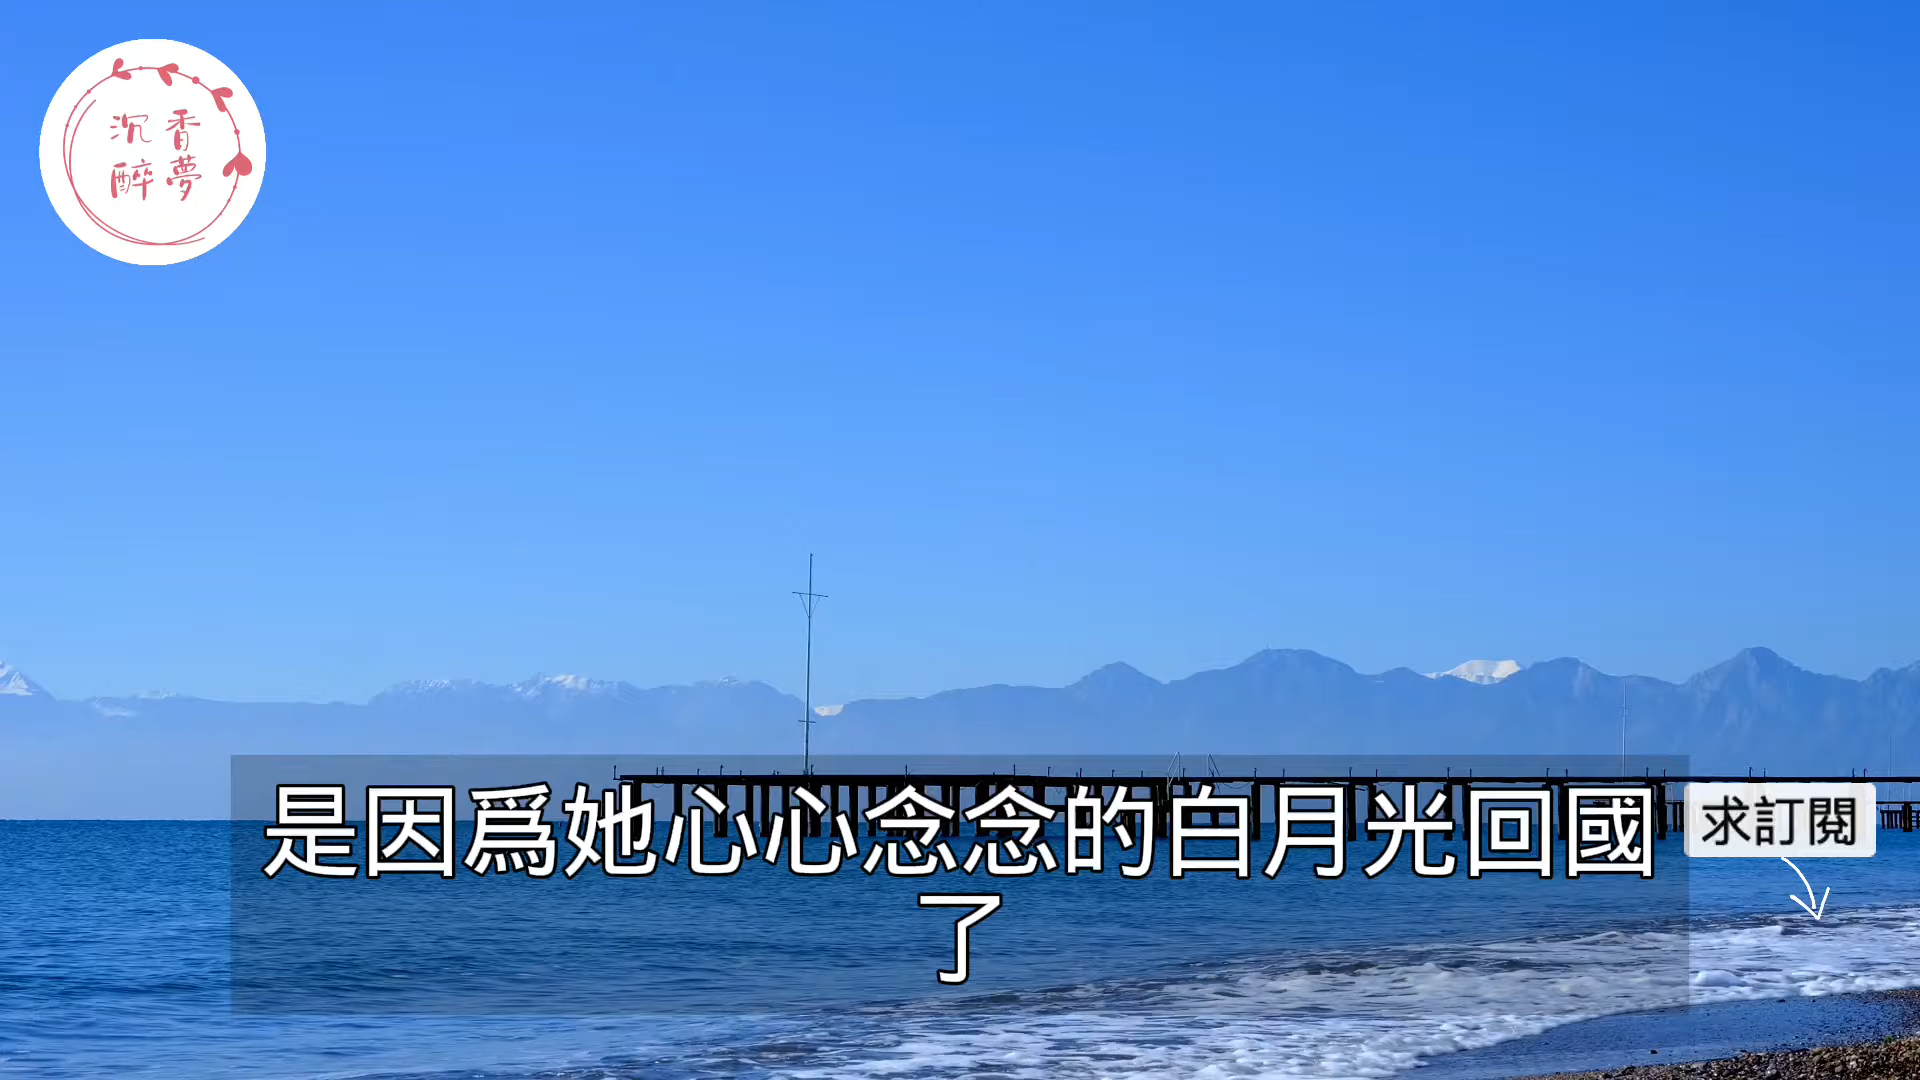 沉香
醉夢
是因爲她心心念念的白月光回國
了
求訂閱